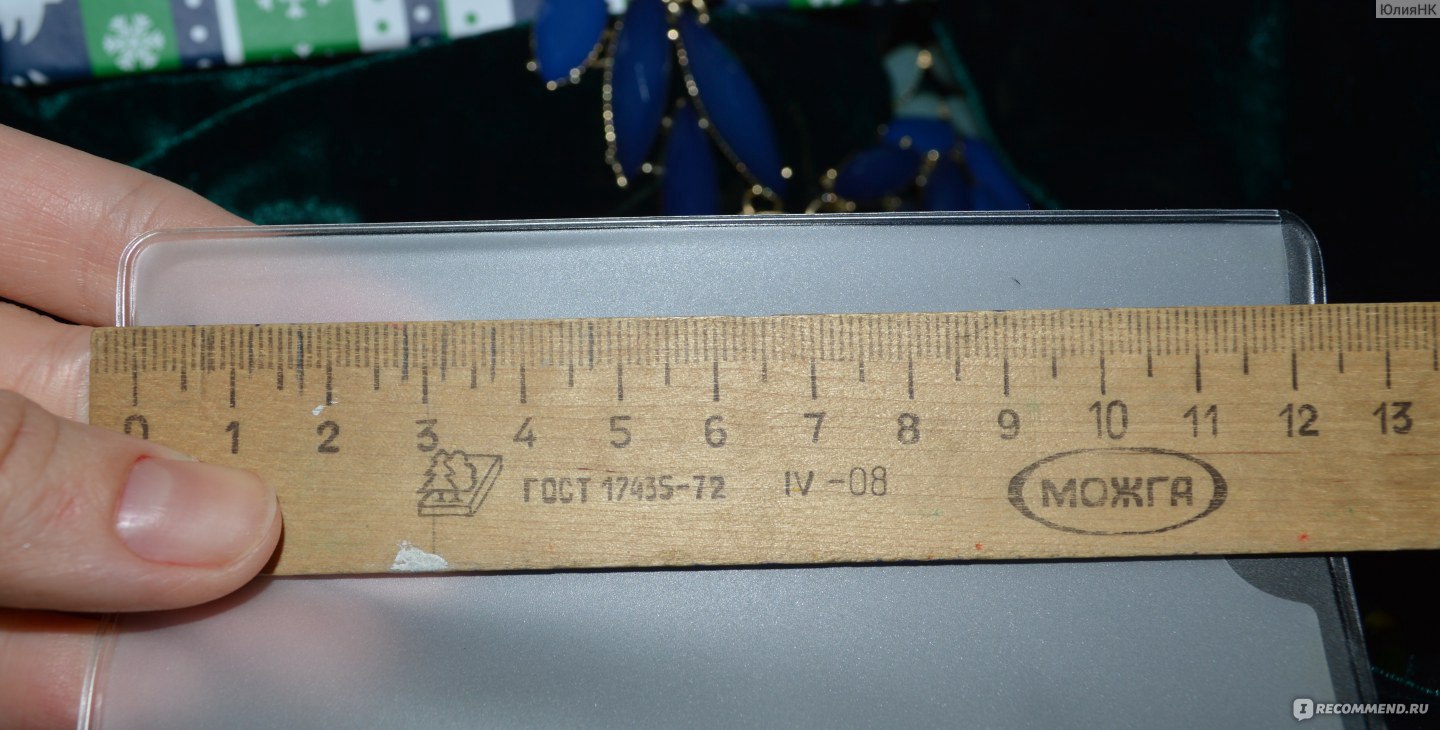 ЮлияНК
0 1 2 3 4 5 6 7 8 9 10 11 12 13
ГОСТ 17435-72 IV-08 МОЖГА
IRECOMMEND.RU